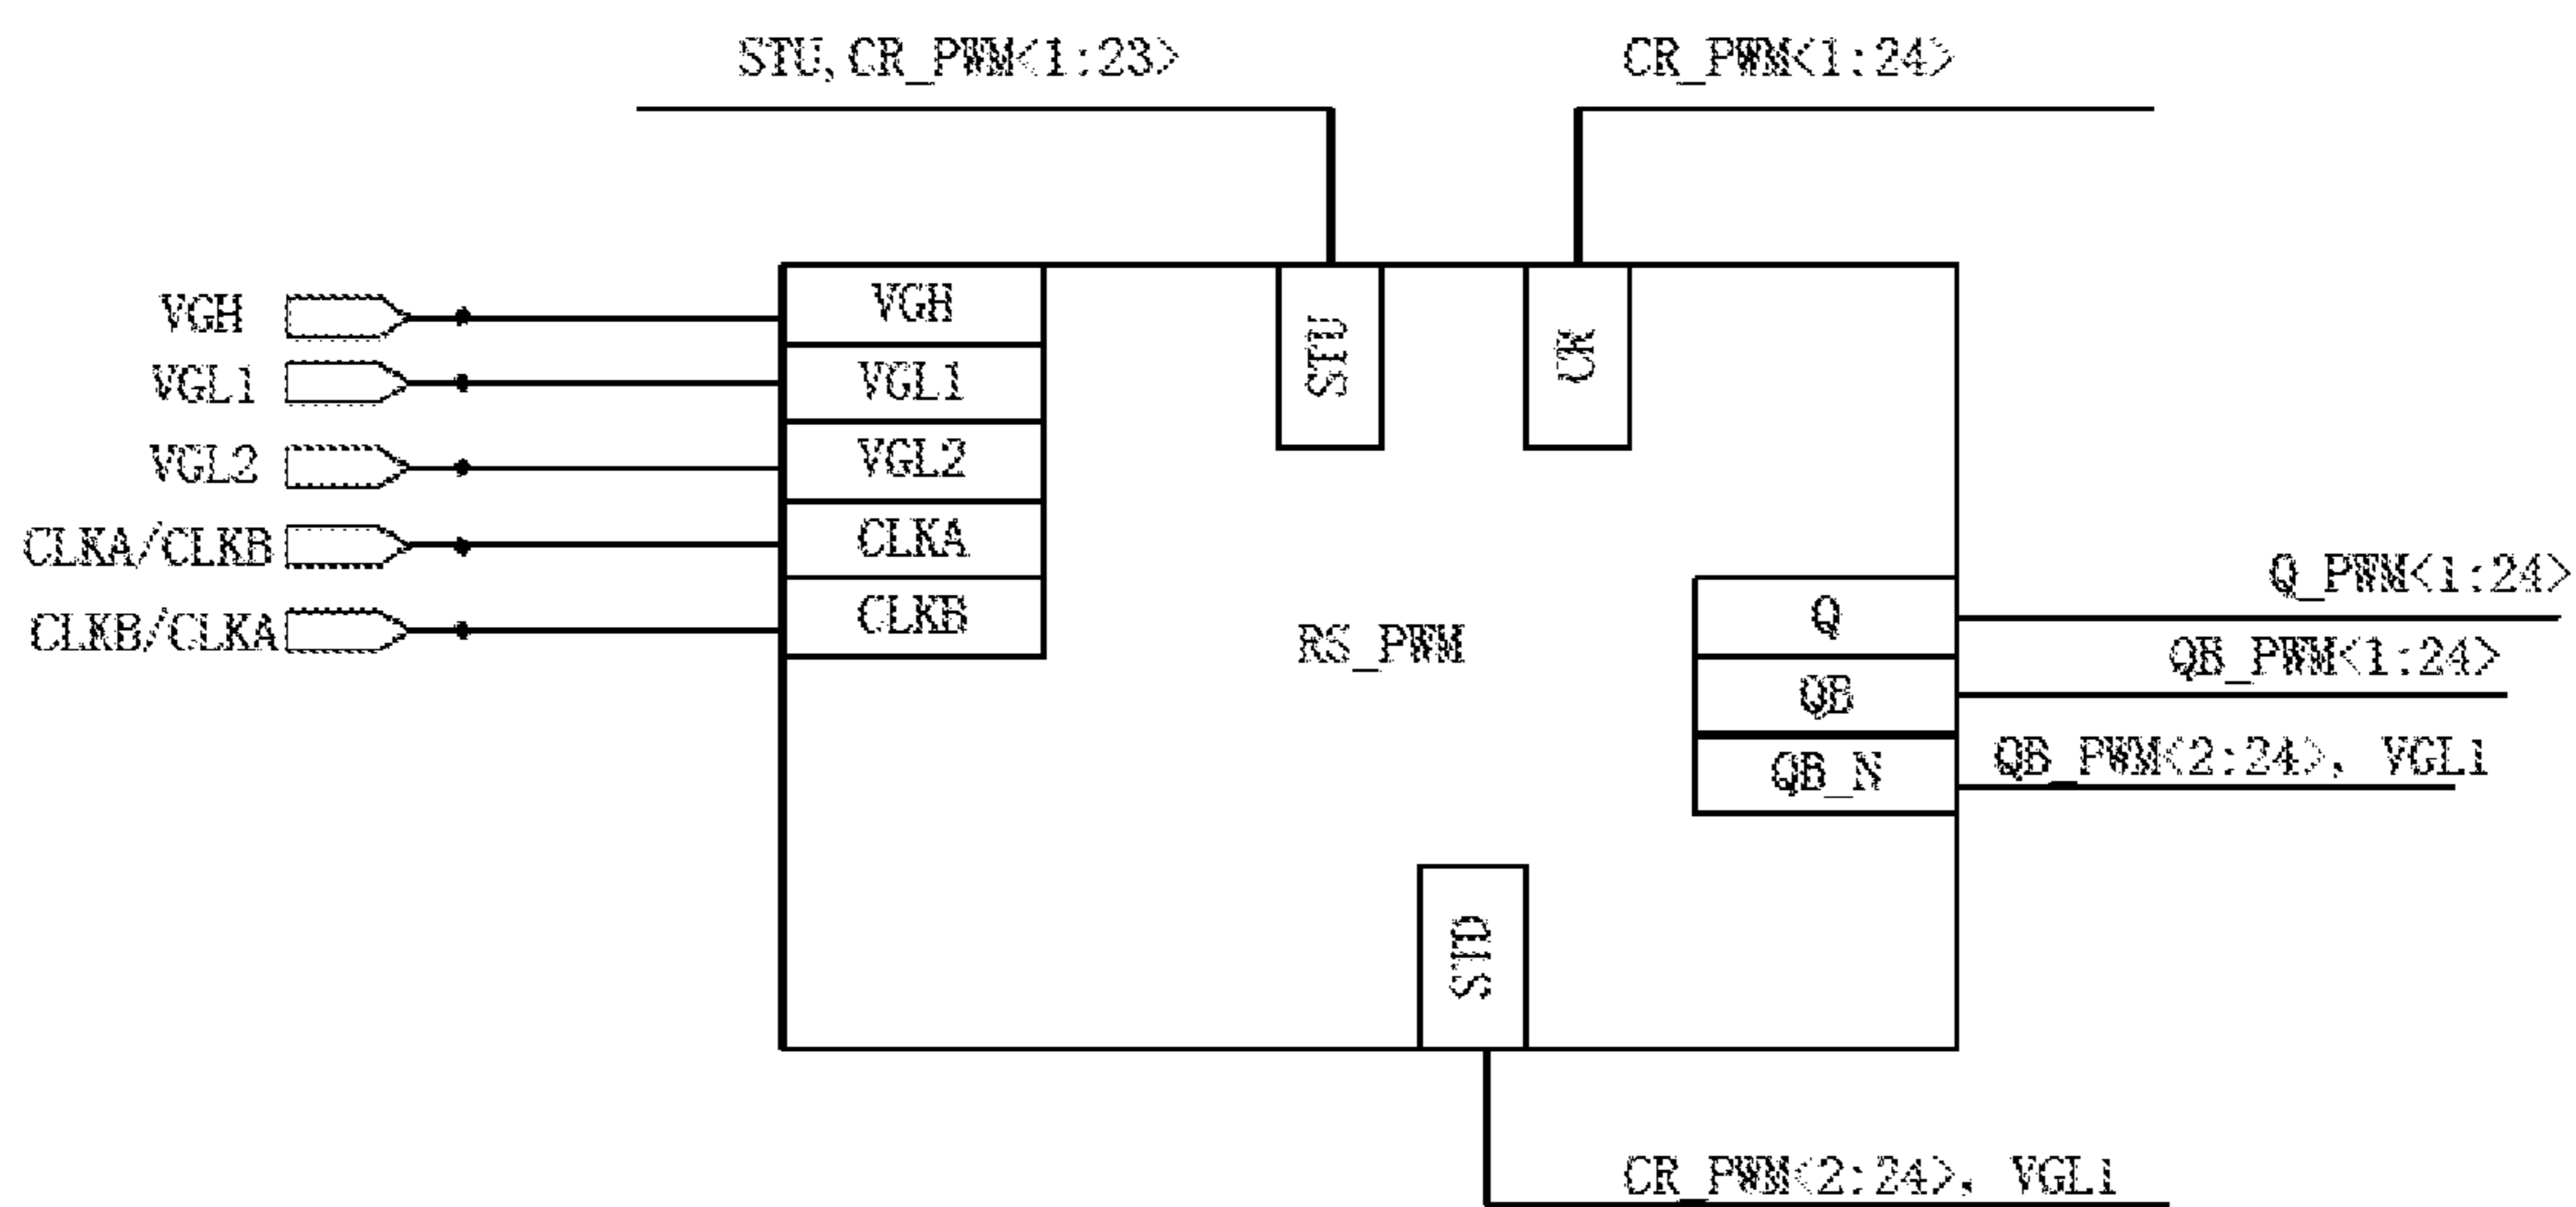 STU,CR_PWM<1:23>
CR_PWM<1:24>
VGH
VGH
STU
CR
VGL1
VGL1
VGL2
VGL2
CLKA/CLKB
CLKA
CLKB/CLKA
CLKB
RS_PWM
Q
Q_PWM<1:24>
QB
QB_PWM<1:24>
QB_N
QB_PWM<2:24>, VGL1
STD
CR_PWM<2:24>, VGL1